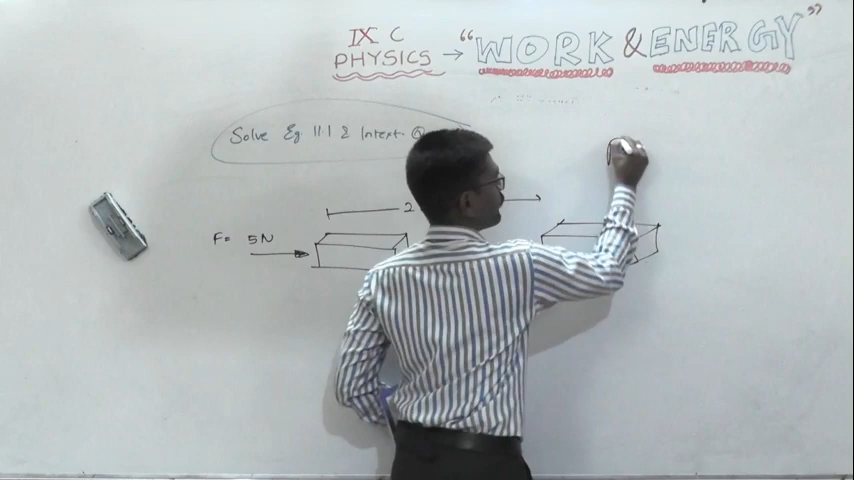 IX C
PHYSICS → "WORK & ENERGY"
Solve Eg 11.1 & Intext. Q
2
F = 5N